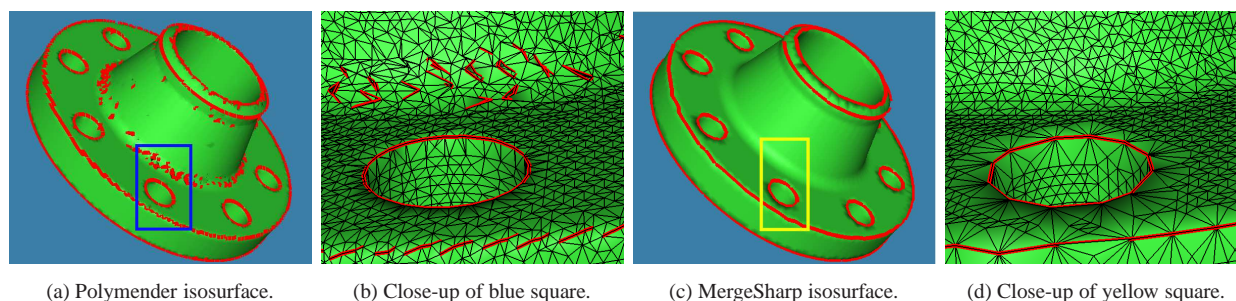 (a) Polymender isosurface.
(b) Close-up of blue square.
(c) MergeSharp isosurface.
(d) Close-up of yellow square.